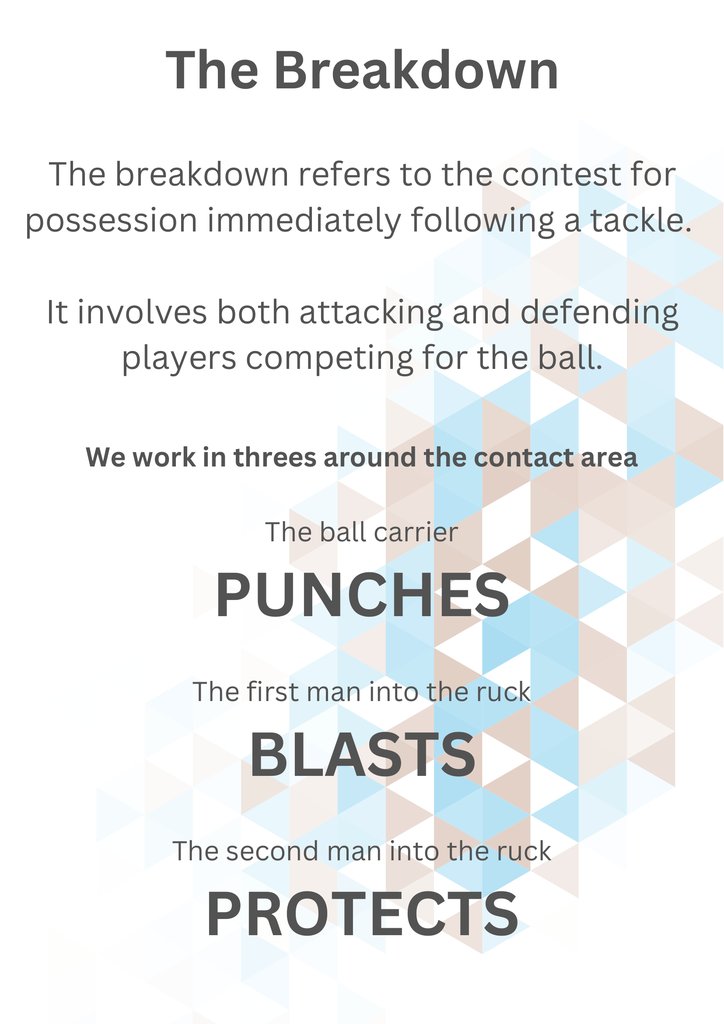 The Breakdown
The breakdown refers to the contest for
possession immediately following a tackle.
It involves both attacking and defending
players competing for the ball.
We work in threes around the contact area
The ball carrier
PUNCHES
The first man into the ruck
BLASTS
The second man into the ruck
PROTECTS